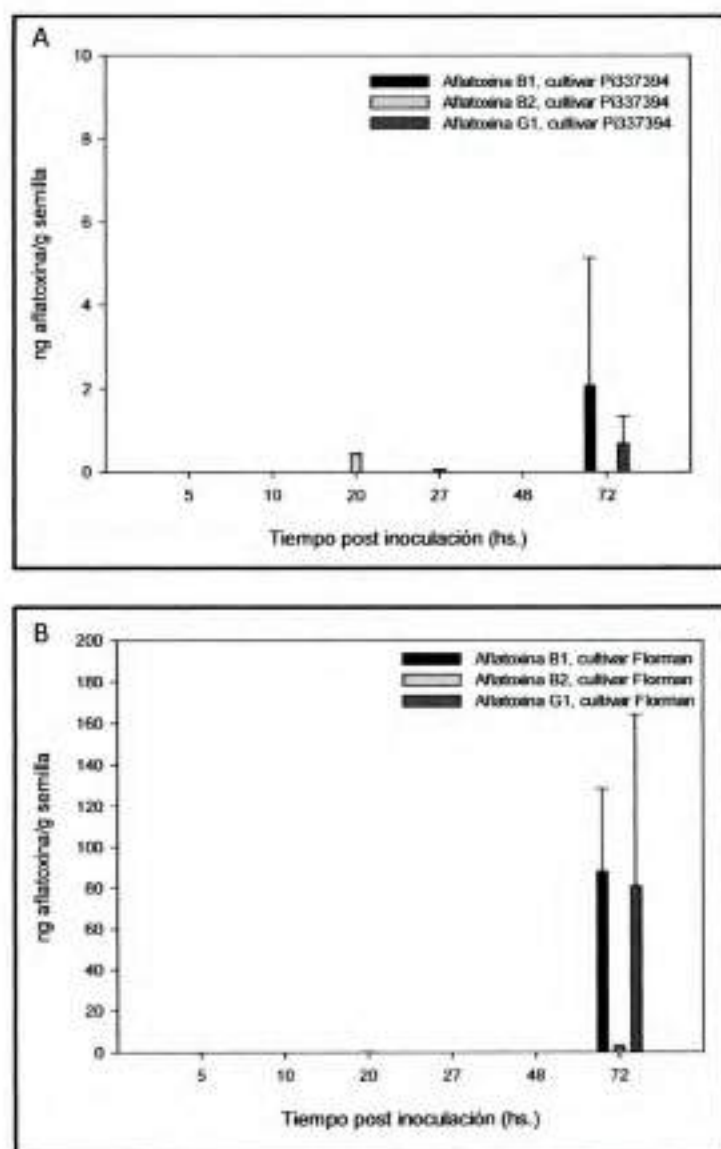 A
10
8
6
4
2
0
ng aflatoxina/g semilla
Aflatoxina B1, cultivar Pi337394
Aflatoxina B2, cultivar Pi337394
Aflatoxina G1, cultivar Pi337394
5 10 20 27 48 72
Tiempo post inoculación (hs.)
B
200
180
160
140
120
100
80
60
40
20
0
ng aflatoxina/g semilla
Aflatoxina B1, cultivar Florman
Aflatoxina B2, cultivar Florman
Aflatoxina G1, cultivar Florman
5 10 20 27 48 72
Tiempo post inoculación (hs.)